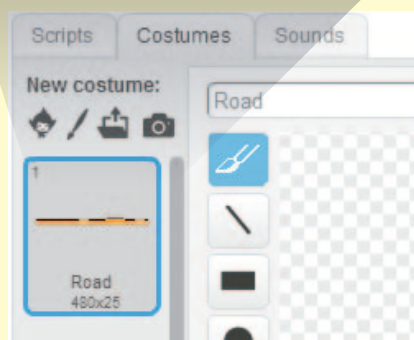 Scripts Costumes Sounds
New costume:
Road
1
Road
480x25